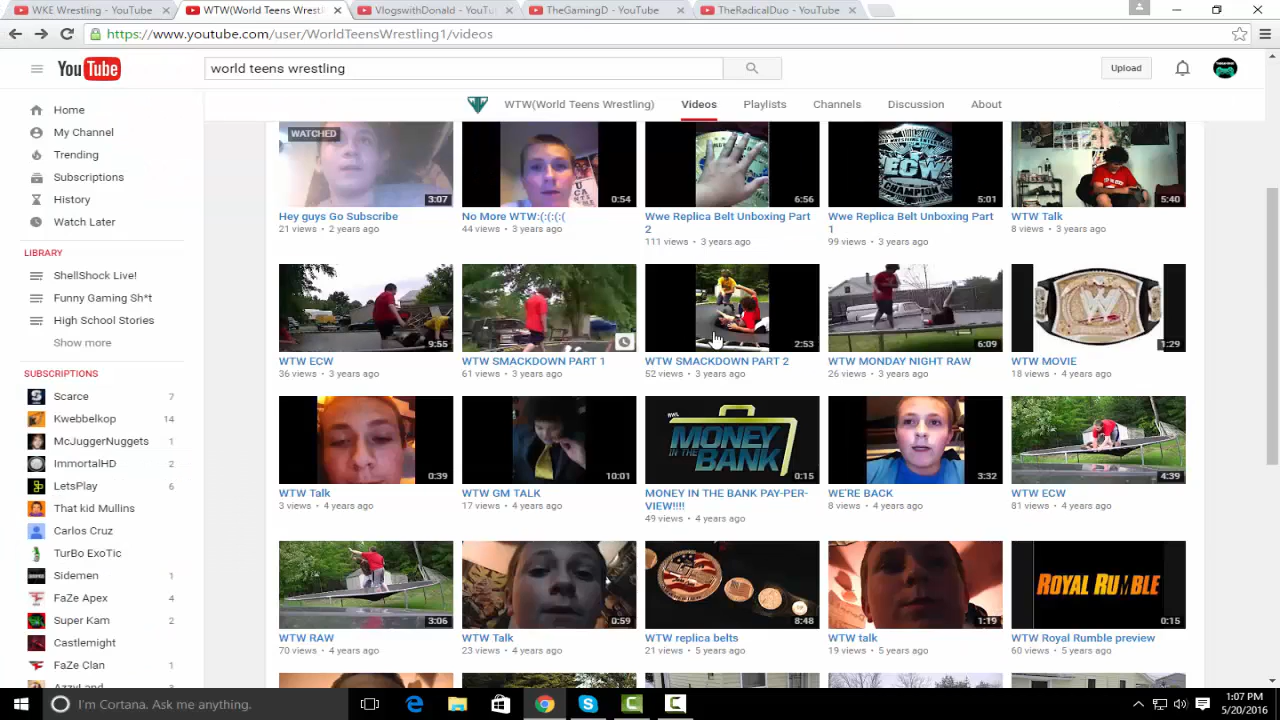 WKE Wrestling - YouTube
WTW(World Teens Wrestl
VlogswithDonald - YouTube
TheGamingD - YouTube
TheRadicalDuo - YouTube
https://www.youtube.com/user/WorldTeensWrestling1/videos
YouTube
world teens wrestling
Upload
WTW(World Teens Wrestling)
Videos
Playlists
Channels
Discussion
About
Home
My Channel
Trending
Subscriptions
History
Watch Later
LIBRARY
ShellShock Live!
Funny Gaming Sh*t
High School Stories
Show more
SUBSCRIPTIONS
Scarce 7
Kwebbelkop 14
McJuggerNuggets 1
ImmortalHD 2
LetsPlay 6
That kid Mullins
Carlos Cruz
TurBo ExoTic
Sidemen 1
FaZe Apex 4
Super Kam 2
Castlemight
FaZe Clan 1
WATCHED
3:07
Hey guys Go Subscribe
21 views • 2 years ago
0:54
No More WTW:(:(:(:(
44 views • 3 years ago
6:56
Wwe Replica Belt Unboxing Part
2
111 views • 3 years ago
ECW
CHAMPION
5:01
Wwe Replica Belt Unboxing Part
1
99 views • 3 years ago
5:40
WTW Talk
8 views • 3 years ago
9:55
WTW ECW
36 views • 3 years ago
WTW SMACKDOWN PART 1
61 views • 3 years ago
2:53
WTW SMACKDOWN PART 2
52 views • 3 years ago
6:09
WTW MONDAY NIGHT RAW
26 views • 3 years ago
1:29
WTW MOVIE
18 views • 4 years ago
0:39
WTW Talk
3 views • 4 years ago
10:01
WTW GM TALK
17 views • 4 years ago
MONEY
IN THE BANK
0:15
MONEY IN THE BANK PAY-PER-
VIEW!!!!
49 views • 4 years ago
3:32
WE'RE BACK
8 views • 4 years ago
4:39
WTW ECW
81 views • 4 years ago
3:06
WTW RAW
70 views • 4 years ago
0:59
WTW Talk
23 views • 4 years ago
8:48
WTW replica belts
21 views • 5 years ago
1:19
WTW talk
19 views • 5 years ago
ROYAL RUMBLE
0:15
WTW Royal Rumble preview
60 views • 5 years ago
I'm Cortana. Ask me anything.
1:07 PM
5/20/2016